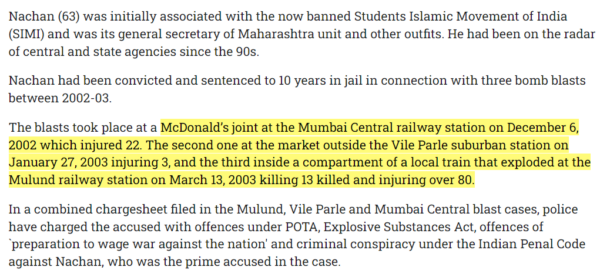 Nachan (63) was initially associated with the now banned Students Islamic Movement of India
(SIMI) and was its general secretary of Maharashtra unit and other outfits. He had been on the radar
of central and state agencies since the 90s.
Nachan had been convicted and sentenced to 10 years in jail in connection with three bomb blasts
between 2002-03.
The blasts took place at a McDonald's joint at the Mumbai Central railway station on December 6,
2002 which injured 22. The second one at the market outside the Vile Parle suburban station on
January 27, 2003 injuring 3, and the third inside a compartment of a local train that exploded at the
Mulund railway station on March 13, 2003 killing 13 killed and injuring over 80.
In a combined chargesheet filed in the Mulund, Vile Parle and Mumbai Central blast cases, police
have charged the accused with offences under POTA, Explosive Substances Act, offences of
`preparation to wage war against the nation' and criminal conspiracy under the Indian Penal Code
against Nachan, who was the prime accused in the case.